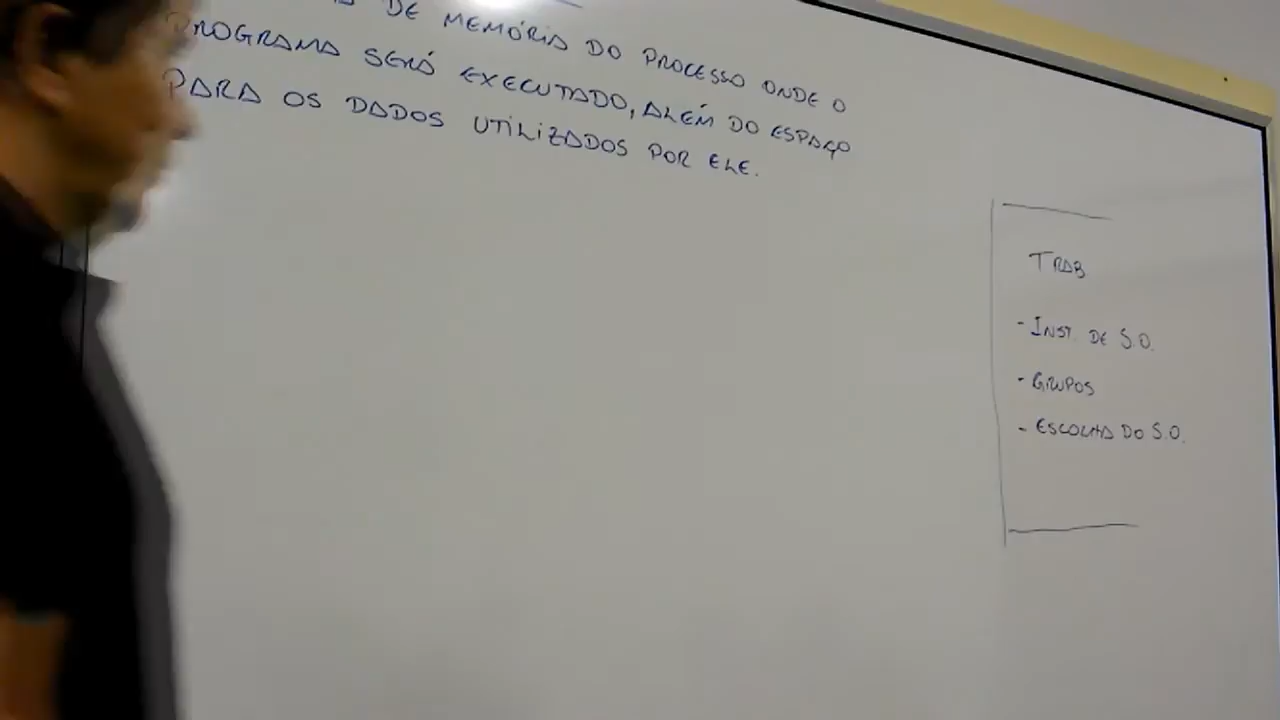 DE MEMÓRIA DO PROCESSO ONDE O
PROGRAMA SERÁ EXECUTADO, ALÉM DO ESPAÇO
PARA OS DADOS UTILIZADOS POR ELE.
TRAB
- INST. DE S.O.
- GRUPOS
- ESCOLHA DO S.O.